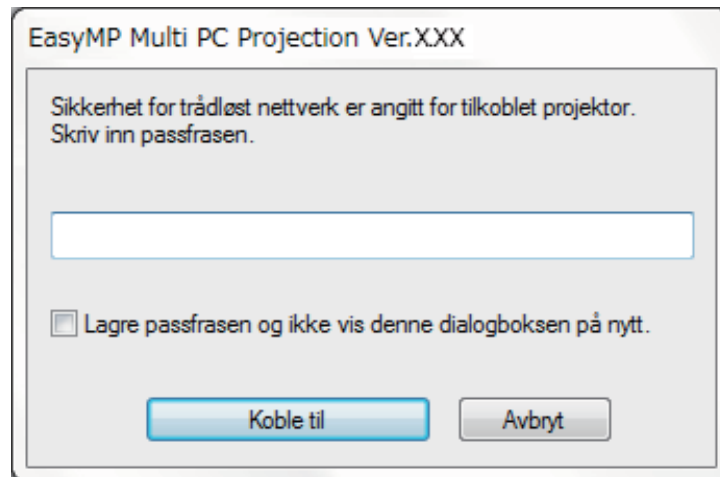 EasyMP Multi PC Projection Ver.X.XX
Sikkerhet for trådløst nettverk er angitt for tilkoblet projektor.
Skriv inn passfrasen.
Lagre passfrasen og ikke vis denne dialogboksen på nytt.
Koble til
Avbryt